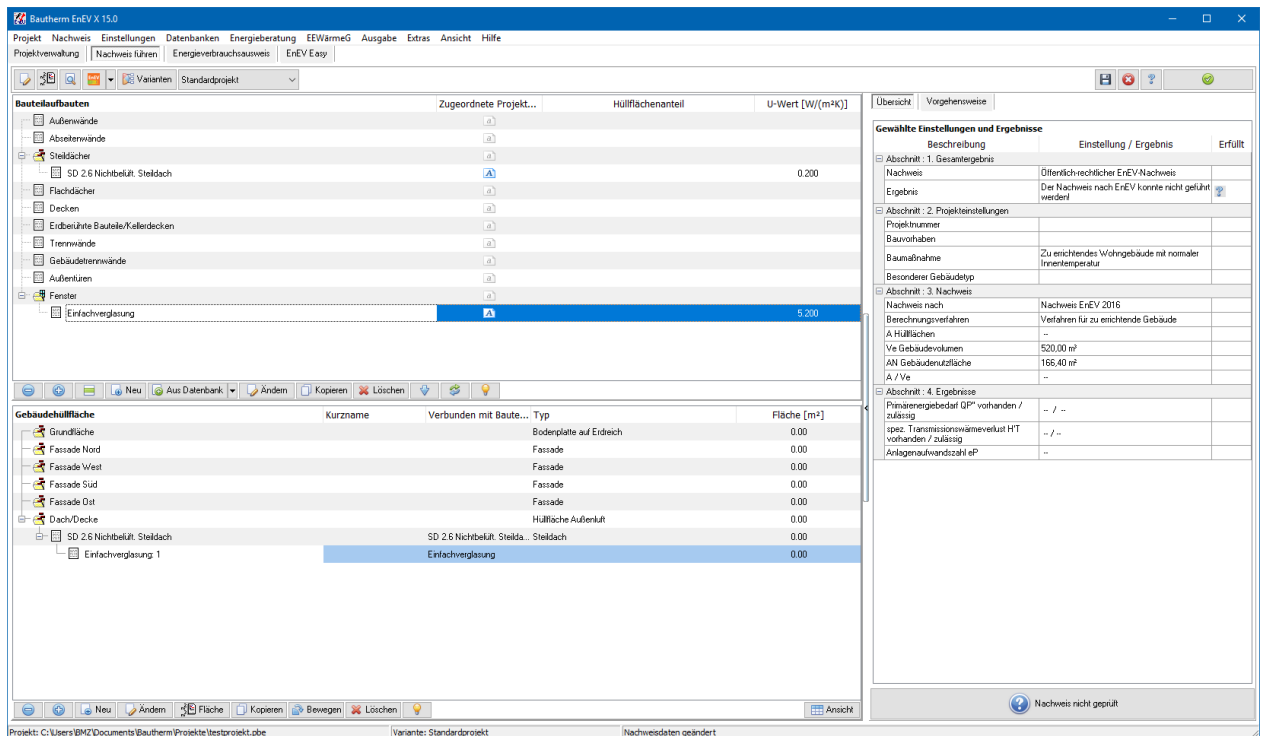 Bautherm EnEV X 15.0
Projekt Nachweis Einstellungen Datenbanken Energieberatung EEWärmeG Ausgabe Extras Ansicht Hilfe
Projektverwaltung Nachweis führen Energieverbrauchsausweis EnEV Easy
Varianten Standardprojekt
Bauteilaufbauten Zugeordnete Projekt... Hüllflächenanteil U-Wert [W/(m²K)]
Außenwände
Abseitenwände
Steildächer
SD 2.6 Nichtbelüft. Steildach 0.200
Flachdächer
Decken
Erdberührte Bauteile/Kellerdecken
Trennwände
Gebäudetrennwände
Außentüren
Fenster
Einfachverglasung 5.200
Neu Aus Datenbank Ändern Kopieren Löschen
Gebäudehüllfläche Kurzname Verbunden mit Baute... Typ Fläche [m²]
Grundfläche Bodenplatte auf Erdreich 0.00
Fassade Nord Fassade 0.00
Fassade West Fassade 0.00
Fassade Süd Fassade 0.00
Fassade Ost Fassade 0.00
Dach/Decke Hüllfläche Außenluft 0.00
SD 2.6 Nichtbelüft. Steildach SD 2.6 Nichtbelüft. Steilda... Steildach 0.00
Einfachverglasung: 1 Einfachverglasung 0.00
Neu Ändern Fläche Kopieren Bewegen Löschen Ansicht
Übersicht Vorgehensweise
Gewählte Einstellungen und Ergebnisse
Beschreibung Einstellung / Ergebnis Erfüllt
Abschnitt : 1. Gesamtergebnis
Nachweis Öffentlich-rechtlicher EnEV-Nachweis
Ergebnis Der Nachweis nach EnEV konnte nicht geführt
werden!
Abschnitt : 2. Projekteinstellungen
Projektnummer
Bauvorhaben
Baumaßnahme Zu errichtendes Wohngebäude mit normaler
Innentemperatur
Besonderer Gebäudetyp
Abschnitt : 3. Nachweis
Nachweis nach Nachweis EnEV 2016
Berechnungsverfahren Verfahren für zu errichtende Gebäude
A Hüllflächen --
Ve Gebäudevolumen 520,00 m³
AN Gebäudenutzfläche 166,40 m²
A / Ve --
Abschnitt : 4. Ergebnisse
Primärenergiebedarf QP" vorhanden / -- / --
zulässig
spez. Transmissionswärmeverlust H'T -- / --
vorhanden / zulässig
Anlagenaufwandszahl eP --
Nachweis nicht geprüft
Projekt: C:\Users\BMZ\Documents\Bautherm\Projekte\testprojekt.pbe Variante: Standardprojekt Nachweisdaten geändert